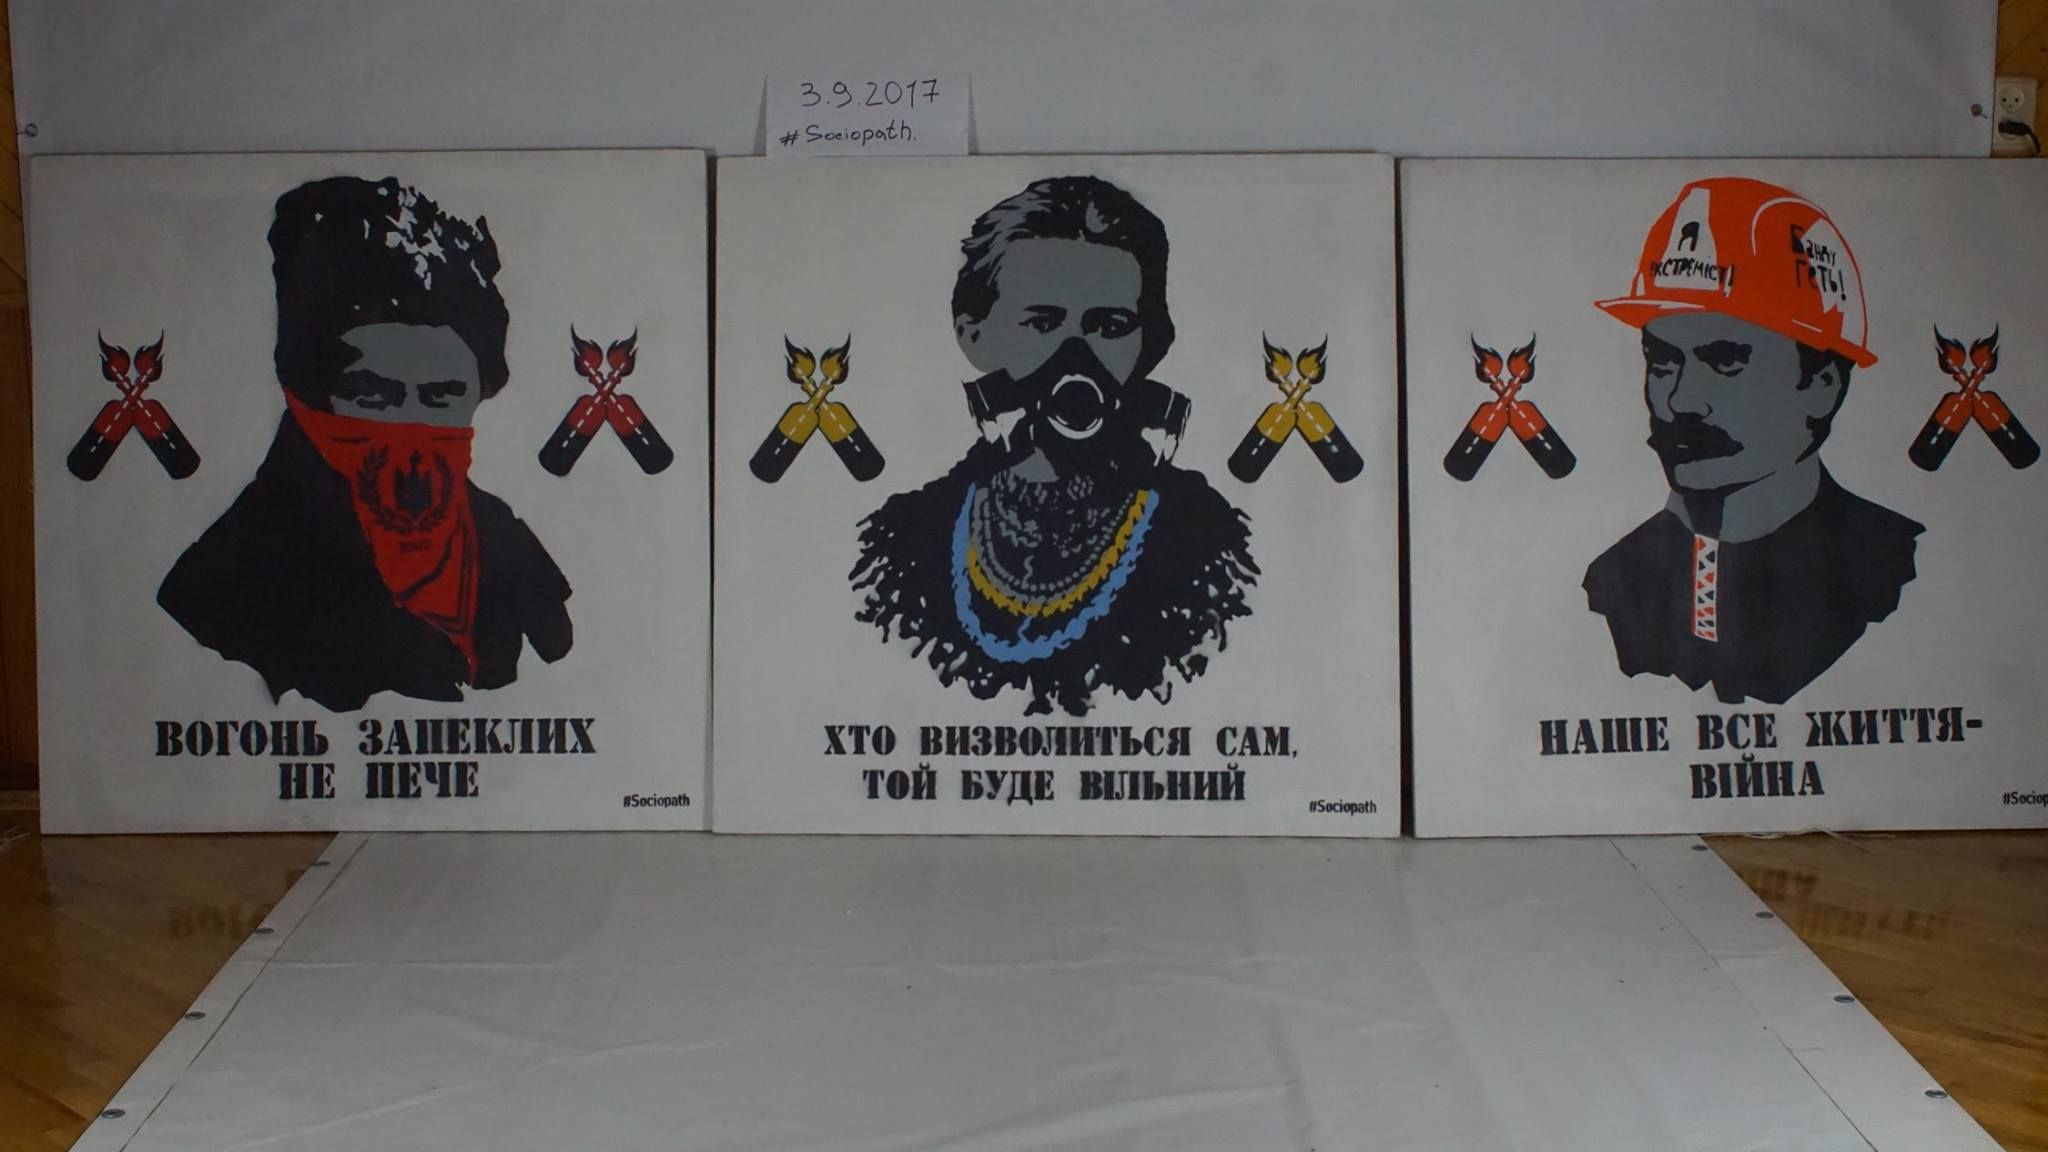 3.9.2017
#Sociopath.
ВОГОНЬ ЗАПЕКЛИХ
НЕ ПЕЧЕ
#Sociopath
ХТО ВИЗВОЛИТЬСЯ САМ,
ТОЙ БУДЕ ВІЛЬНИЙ
#Sociopath
Я
ЕКСТРЕМІСТ!
Банду
Геть!
НАШЕ ВСЕ ЖИТТЯ-
ВІЙНА
#Sociop